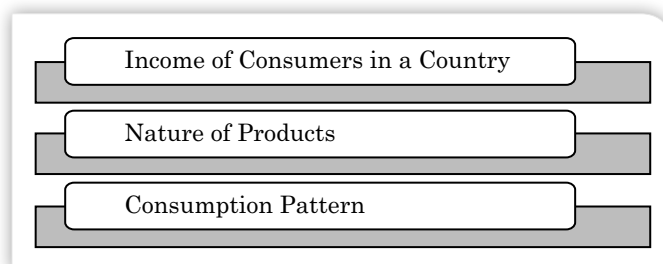 Income of Consumers in a Country
Nature of Products
Consumption Pattern